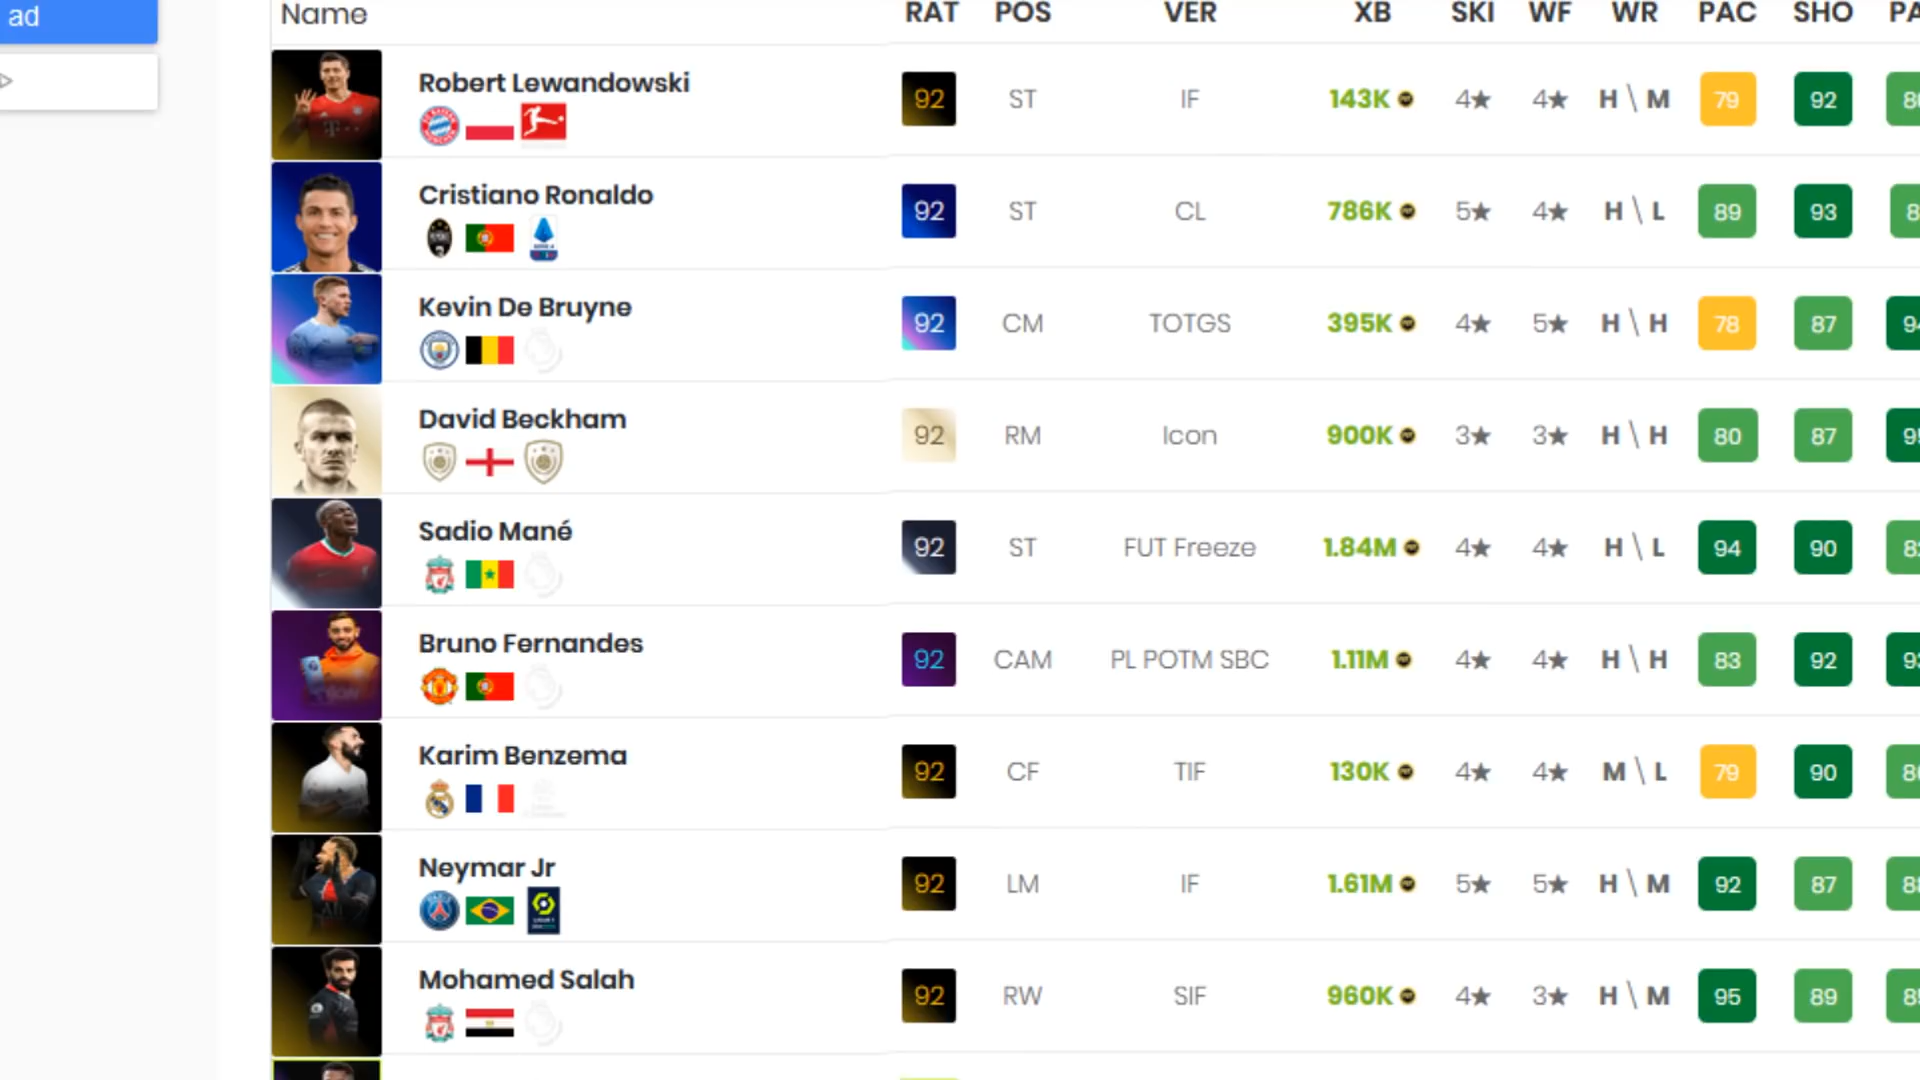 ad
Name RAT POS VER XB SKI WF WR PAC SHO PA
Robert Lewandowski
92 ST IF 143K 4★ 4★ H \ M 79 92
Cristiano Ronaldo
92 ST CL 786K 5★ 4★ H \ L 89 93
Kevin De Bruyne
92 CM TOTGS 395K 4★ 5★ H \ H 78 87
David Beckham
92 RM Icon 900K 3★ 3★ H \ H 80 87
Sadio Mané
92 ST FUT Freeze 1.84M 4★ 4★ H \ L 94 90
Bruno Fernandes
92 CAM PL POTM SBC 1.11M 4★ 4★ H \ H 83 92
Karim Benzema
92 CF TIF 130K 4★ 4★ M \ L 79 90
Neymar Jr
92 LM IF 1.61M 5★ 5★ H \ M 92 87
Mohamed Salah
92 RW SIF 960K 4★ 3★ H \ M 95 89